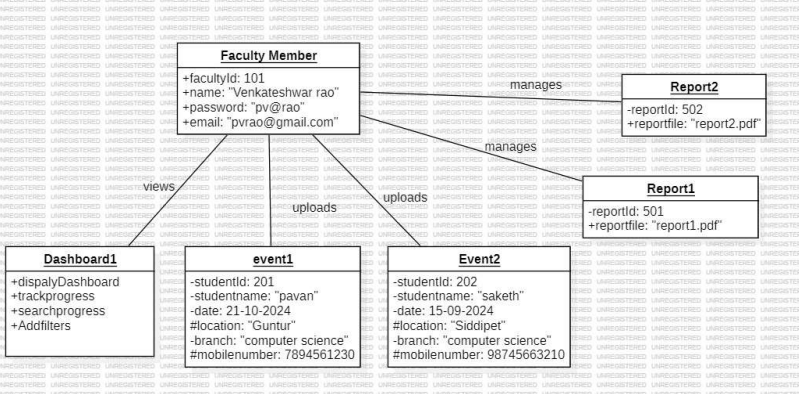 Faculty Member
+facultyId: 101
+name: "Venkateshwar rao"
+password: "pv@rao"
+email: "pvrao@gmail.com"
manages
Report2
-reportId: 502
+reportfile: "report2.pdf"
manages
Report1
-reportId: 501
+reportfile: "report1.pdf"
views
uploads
uploads
Dashboard1
+dispalyDashboard
+trackprogress
+searchprogress
+Addfilters
event1
-studentId: 201
-studentname: "pavan"
-date: 21-10-2024
#location: "Guntur"
-branch: "computer science"
#mobilenumber: 7894561230
Event2
-studentId: 202
-studentname: "saketh"
-date: 15-09-2024
#location: "Siddipet"
-branch: "computer science"
#mobilenumber: 98745663210
UNREGISTERED